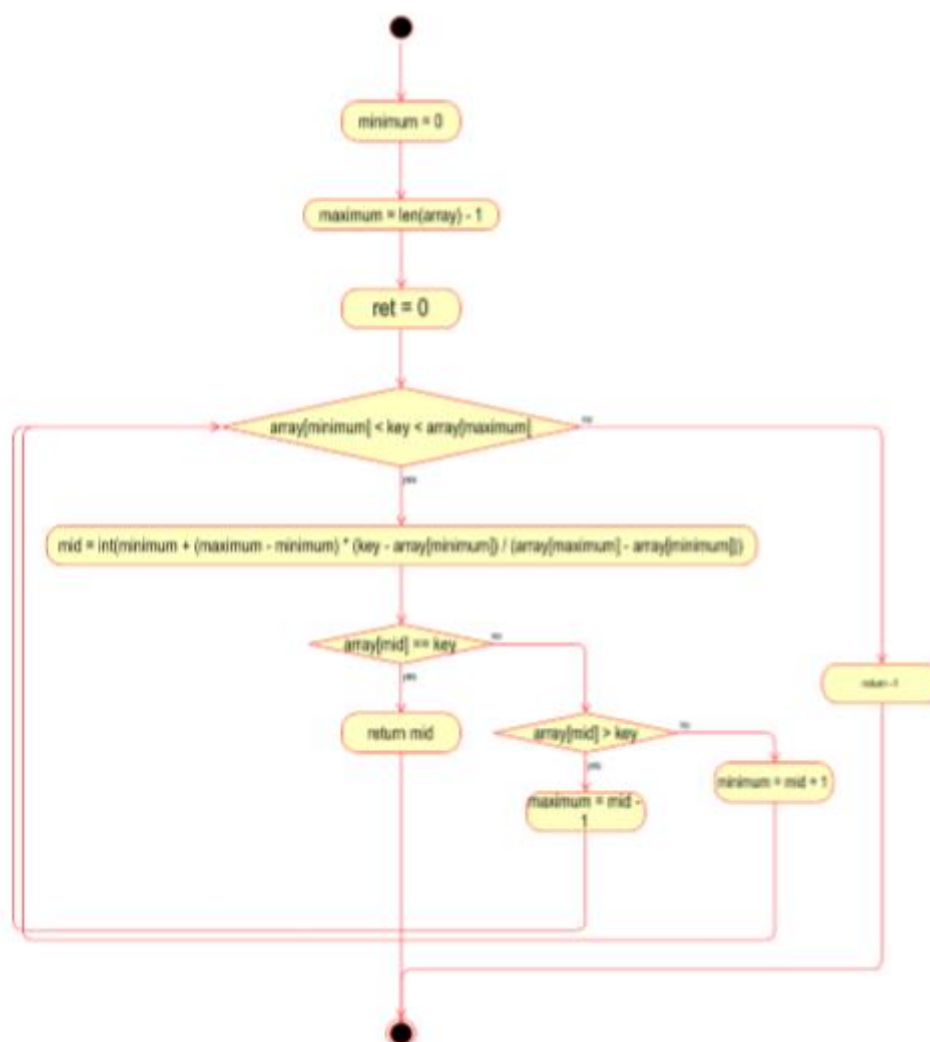 minimum = 0
maximum = len(array) - 1
ret = 0
array[minimum] < key < array[maximum]
no
yes
mid = int(minimum + (maximum - minimum) * (key - array[minimum]) / (array[maximum] - array[minimum]))
array[mid] == key
no
yes
return -1
return mid
array[mid] > key
no
yes
minimum = mid + 1
maximum = mid -
1